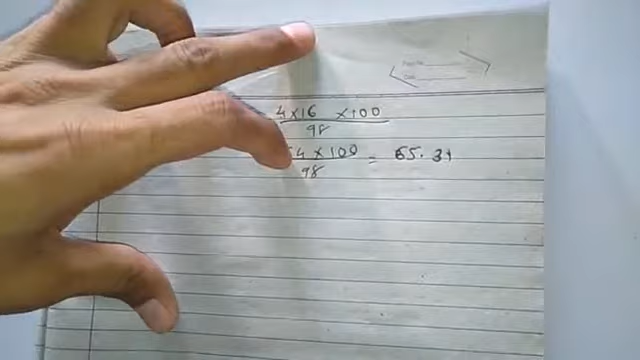 4 × 16 × 100
98
4 × 100 = 65.31
98